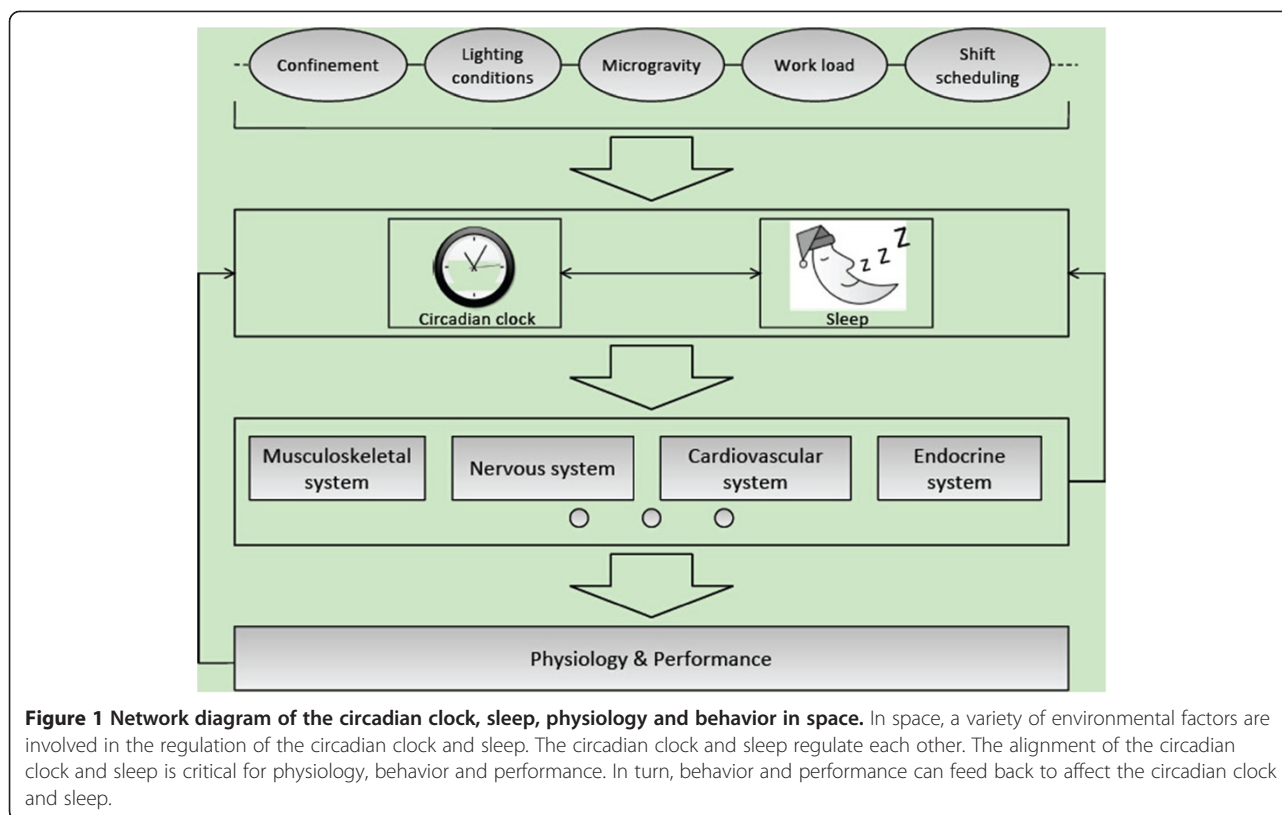 Confinement
Lighting
conditions
Microgravity
Work load
Shift
scheduling
Circadian clock
z z Z Z
Sleep
Musculoskeletal
system
Nervous system
Cardiovascular
system
Endocrine
system
Physiology & Performance
Figure 1 Network diagram of the circadian clock, sleep, physiology and behavior in space. In space, a variety of environmental factors are
involved in the regulation of the circadian clock and sleep. The circadian clock and sleep regulate each other. The alignment of the circadian
clock and sleep is critical for physiology, behavior and performance. In turn, behavior and performance can feed back to affect the circadian clock
and sleep.